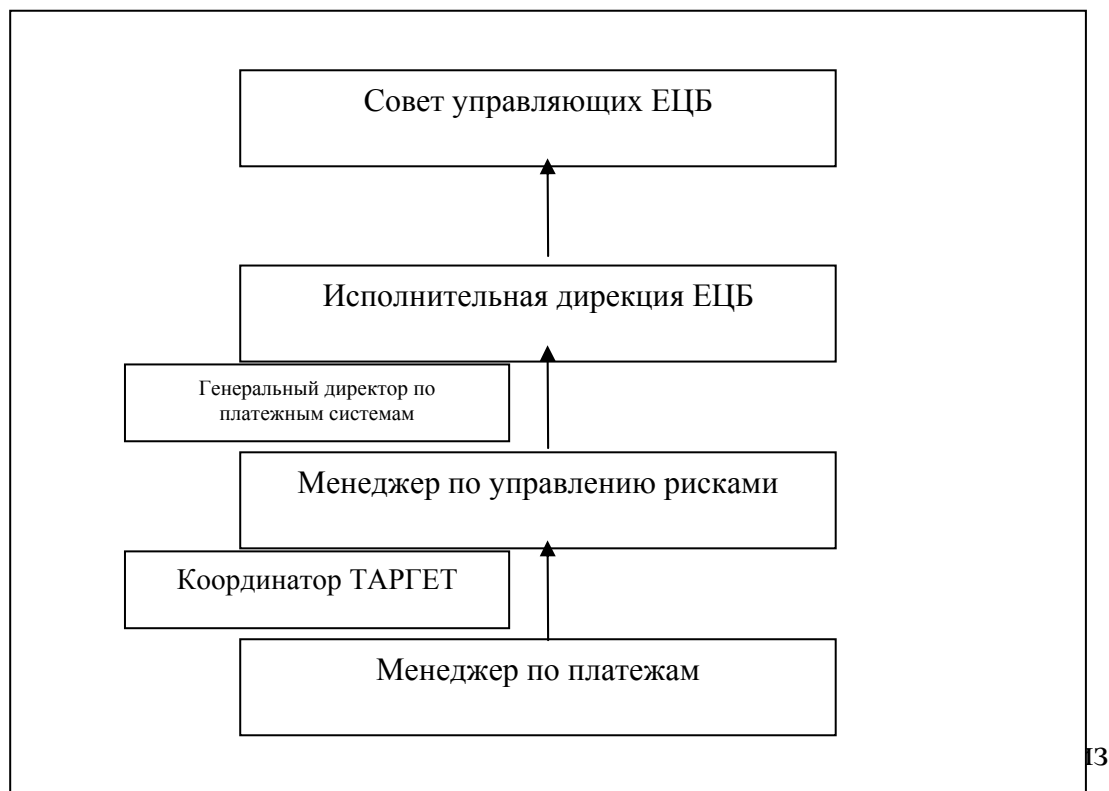 Совет управляющих ЕЦБ
Исполнительная дирекция ЕЦБ
Генеральный директор по
платежным системам
Менеджер по управлению рисками
Координатор ТАРГЕТ
Менеджер по платежам